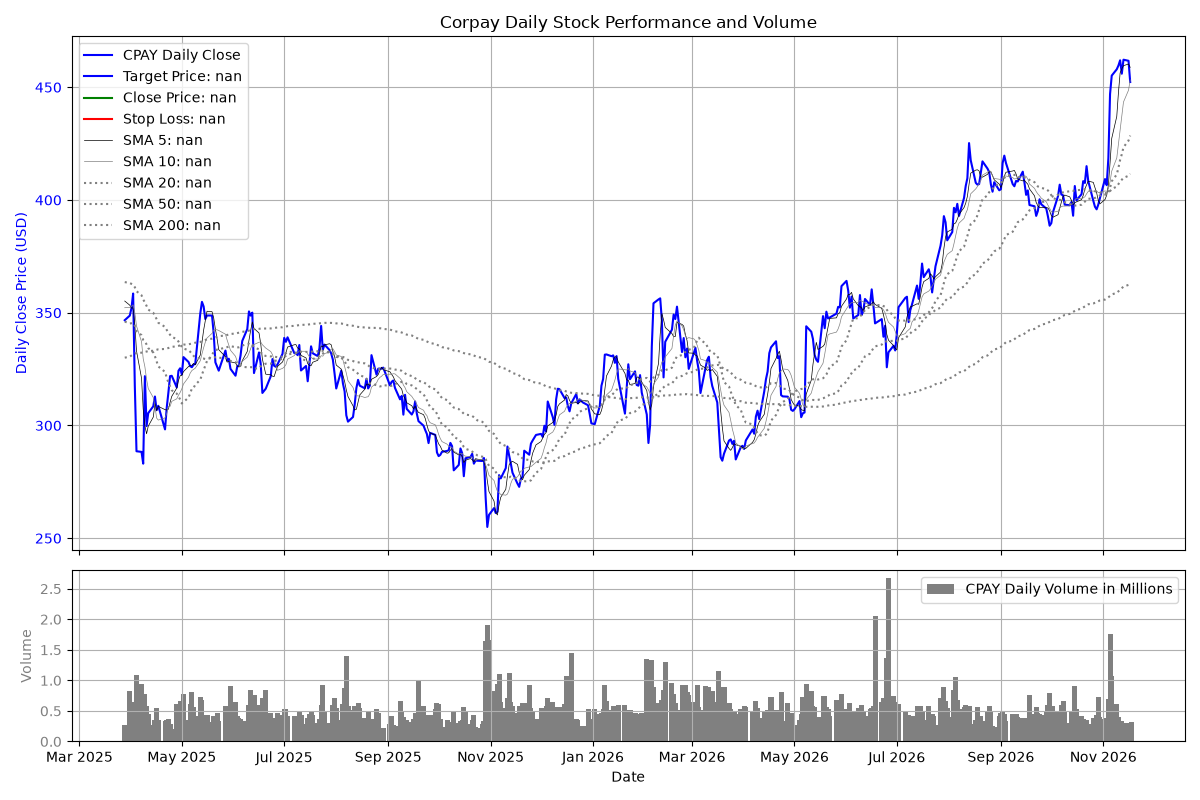 Corpay Daily Stock Performance and Volume
CPAY Daily Close
Target Price: nan
Close Price: nan
Stop Loss: nan
SMA 5: nan
SMA 10: nan
SMA 20: nan
SMA 50: nan
SMA 200: nan
Daily Close Price (USD)
450
400
350
300
250
CPAY Daily Volume in Millions
Volume
2.5
2.0
1.5
1.0
0.5
0.0
Mar 2025 May 2025 Jul 2025 Sep 2025 Nov 2025 Jan 2026 Mar 2026 May 2026 Jul 2026 Sep 2026 Nov 2026
Date